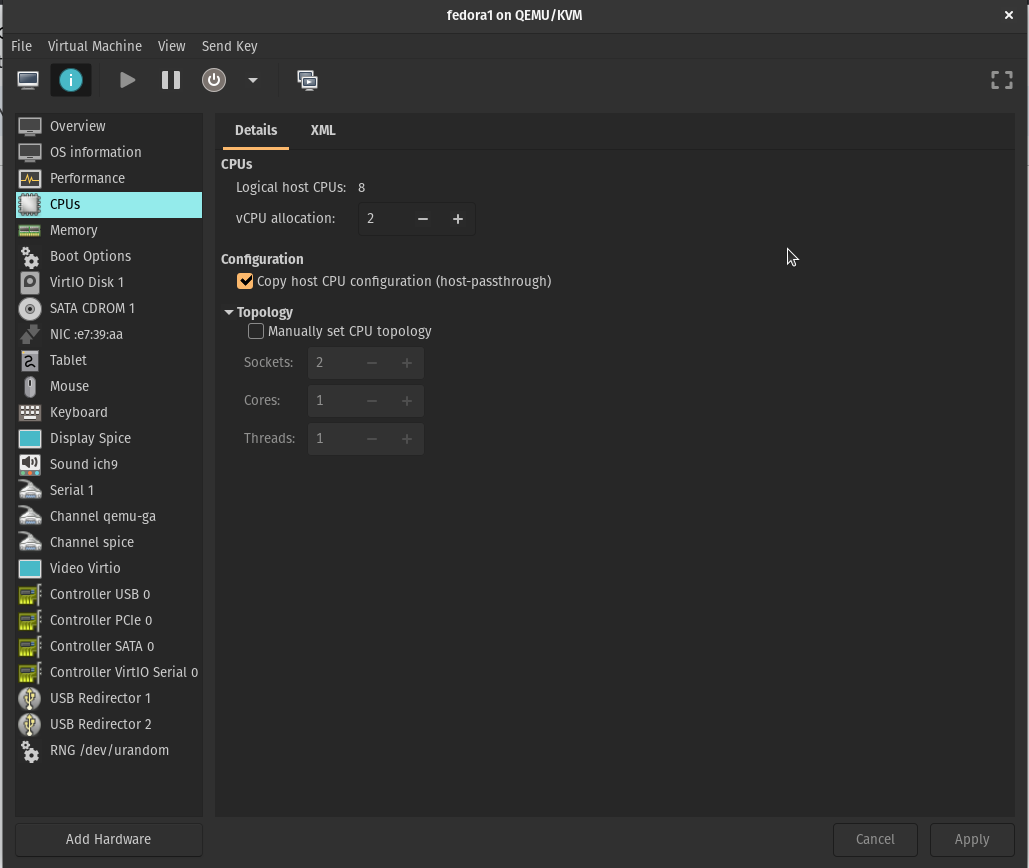 fedora1 on QEMU/KVM
File Virtual Machine View Send Key
Details XML
Overview
OS information
Performance
CPUs
Memory
Boot Options
VirtIO Disk 1
SATA CDROM 1
NIC :e7:39:aa
Tablet
Mouse
Keyboard
Display Spice
Sound ich9
Serial 1
Channel qemu-ga
Channel spice
Video Virtio
Controller USB 0
Controller PCIe 0
Controller SATA 0
Controller VirtIO Serial 0
USB Redirector 1
USB Redirector 2
RNG /dev/urandom
CPUs
Logical host CPUs: 8
vCPU allocation: 2
Configuration
Copy host CPU configuration (host-passthrough)
Topology
Manually set CPU topology
Sockets: 2
Cores: 1
Threads: 1
Add Hardware
Cancel Apply